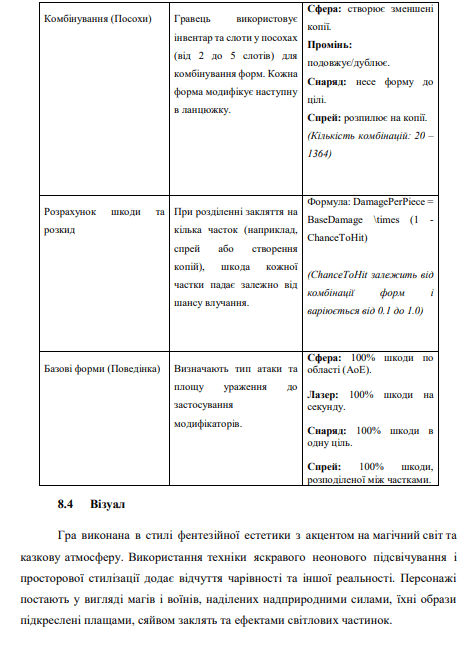 Комбінування (Посохи)
Гравець використовує
інвентар та слоти у посохах
(від 2 до 5 слотів) для
комбінування форм. Кожна
форма модифікує наступну
в ланцюжку.
Сфера: створює зменшені
копії.
Промінь:
подовжує/дублює.
Снаряд: несе форму до
цілі.
Спрей: розпилює на копії.
(Кількість комбінацій: 20 –
1364)
Розрахунок шкоди та
розкид
При розділенні закляття на
кілька часток (наприклад,
спрей або створення
копій), шкода кожної
частки падає залежно від
шансу влучання.
Формула: DamagePerPiece =
BaseDamage \times (1 -
ChanceToHit)
(ChanceToHit залежить від
комбінації форм і
варіюється від 0.1 до 1.0)
Базові форми (Поведінка)
Визначають тип атаки та
площу ураження до
застосування
модифікаторів.
Сфера: 100% шкоди по
області (AoE).
Лазер: 100% шкоди на
секунду.
Снаряд: 100% шкоди в
одну ціль.
Спрей: 100% шкоди,
розподіленої між частками.
8.4 Візуал
Гра виконана в стилі фентезійної естетики з акцентом на магічний світ та
казкову атмосферу. Використання техніки яскравого неонового підсвічування і
просторової стилізації додає відчуття чарівності та іншої реальності. Персонажі
постають у вигляді магів і воїнів, наділених надприродними силами, їхні образи
підкреслені плащами, сяйвом заклять та ефектами світлових частинок.